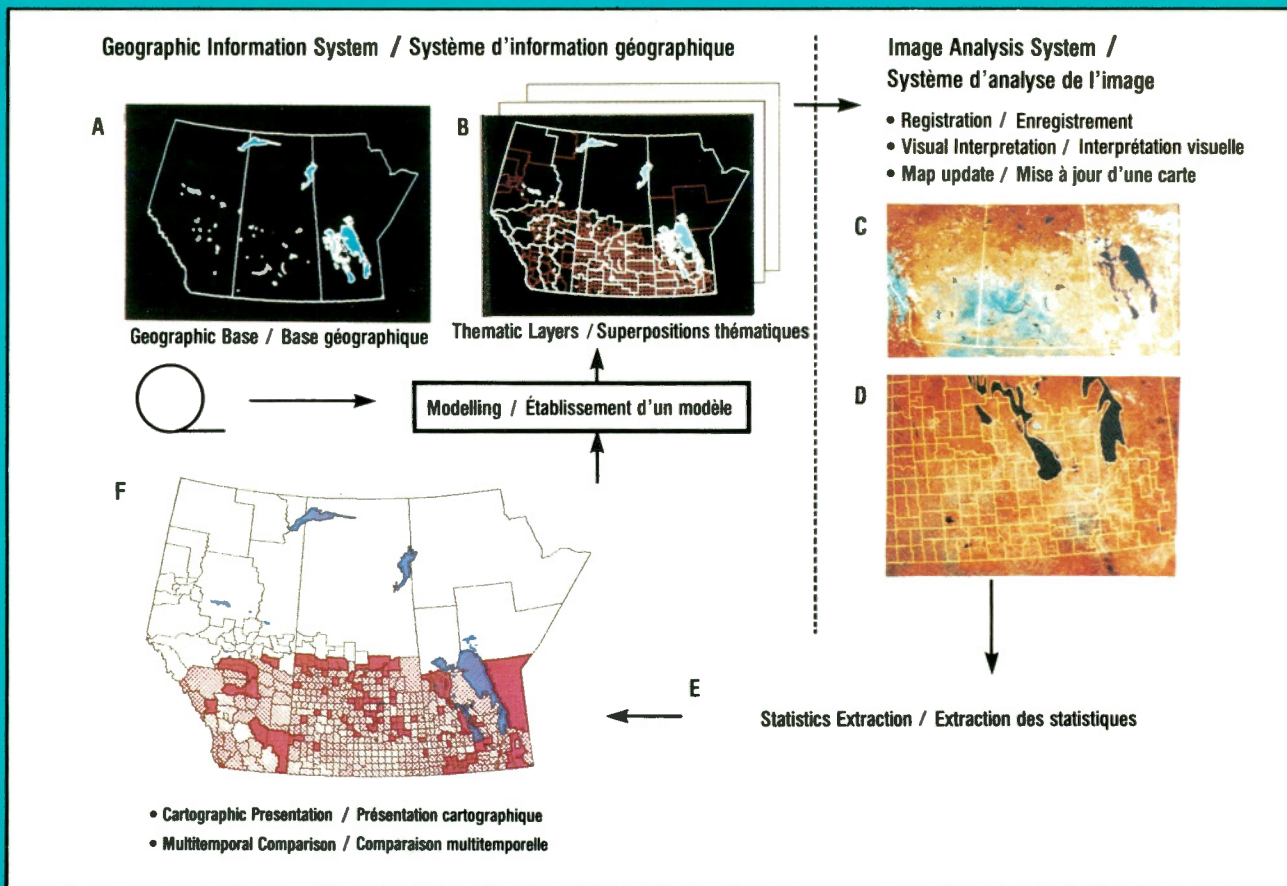 Geographic Information System / Système d'information géographique
Image Analysis System /
Système d'analyse de l'image
• Registration / Enregistrement
• Visual Interpretation / Interprétation visuelle
• Map update / Mise à jour d'une carte
A
B
Geographic Base / Base géographique
Thematic Layers / Superpositions thématiques
C
D
Modelling / Établissement d'un modèle
F
E
Statistics Extraction / Extraction des statistiques
• Cartographic Presentation / Présentation cartographique
• Multitemporal Comparison / Comparaison multitemporelle